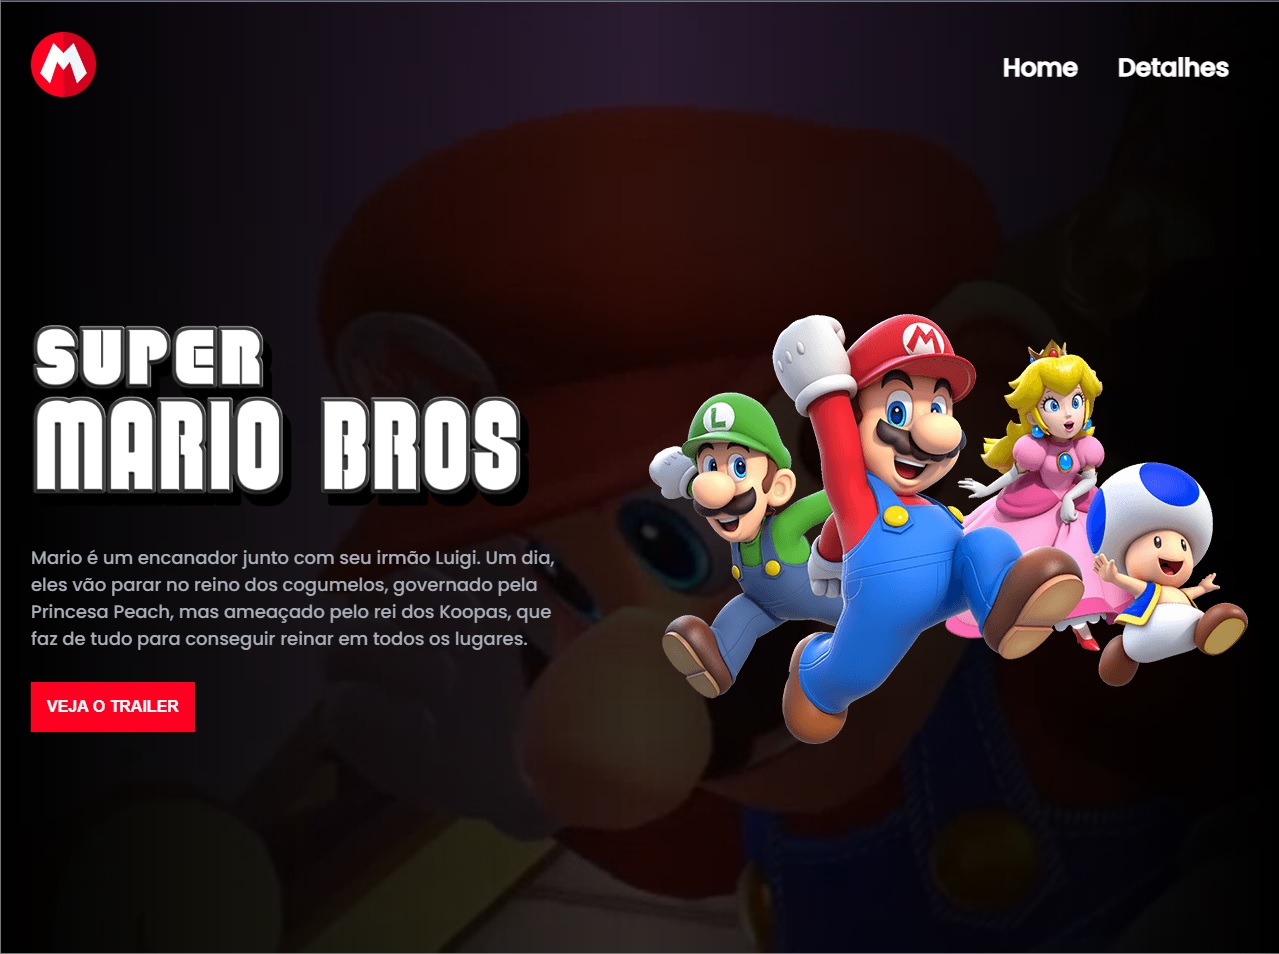 M
Home Detalhes
SUPER
MARIO BROS
M
L
Mario é um encanador junto com seu irmão Luigi. Um dia,
eles vão parar no reino dos cogumelos, governado pela
Princesa Peach, mas ameaçado pelo rei dos Koopas, que
faz de tudo para conseguir reinar em todos os lugares.
VEJA O TRAILER